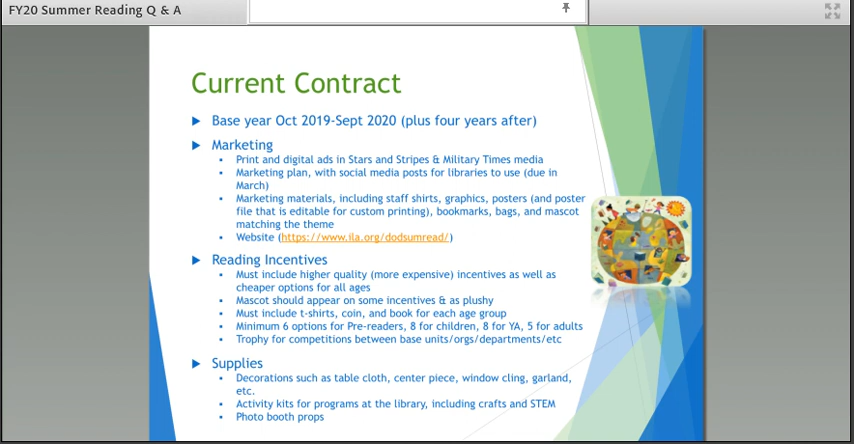 FY20 Summer Reading Q & A
Current Contract
Base year Oct 2019-Sept 2020 (plus four years after)
Marketing
Print and digital ads in Stars and Stripes & Military Times media
Marketing plan, with social media posts for libraries to use (due in
March)
Marketing materials, including staff shirts, graphics, posters (and poster
file that is editable for custom printing), bookmarks, bags, and mascot
matching the theme
Website (https://www.ila.org/dodsumread/)
Reading Incentives
Must include higher quality (more expensive) incentives as well as
cheaper options for all ages
Mascot should appear on some incentives & as plushy
Must include t-shirts, coin, and book for each age group
Minimum 6 options for Pre-readers, 8 for children, 8 for YA, 5 for adults
Trophy for competitions between base units/orgs/departments/etc
Supplies
Decorations such as table cloth, center piece, window cling, garland,
etc.
Activity kits for programs at the library, including crafts and STEM
Photo booth props